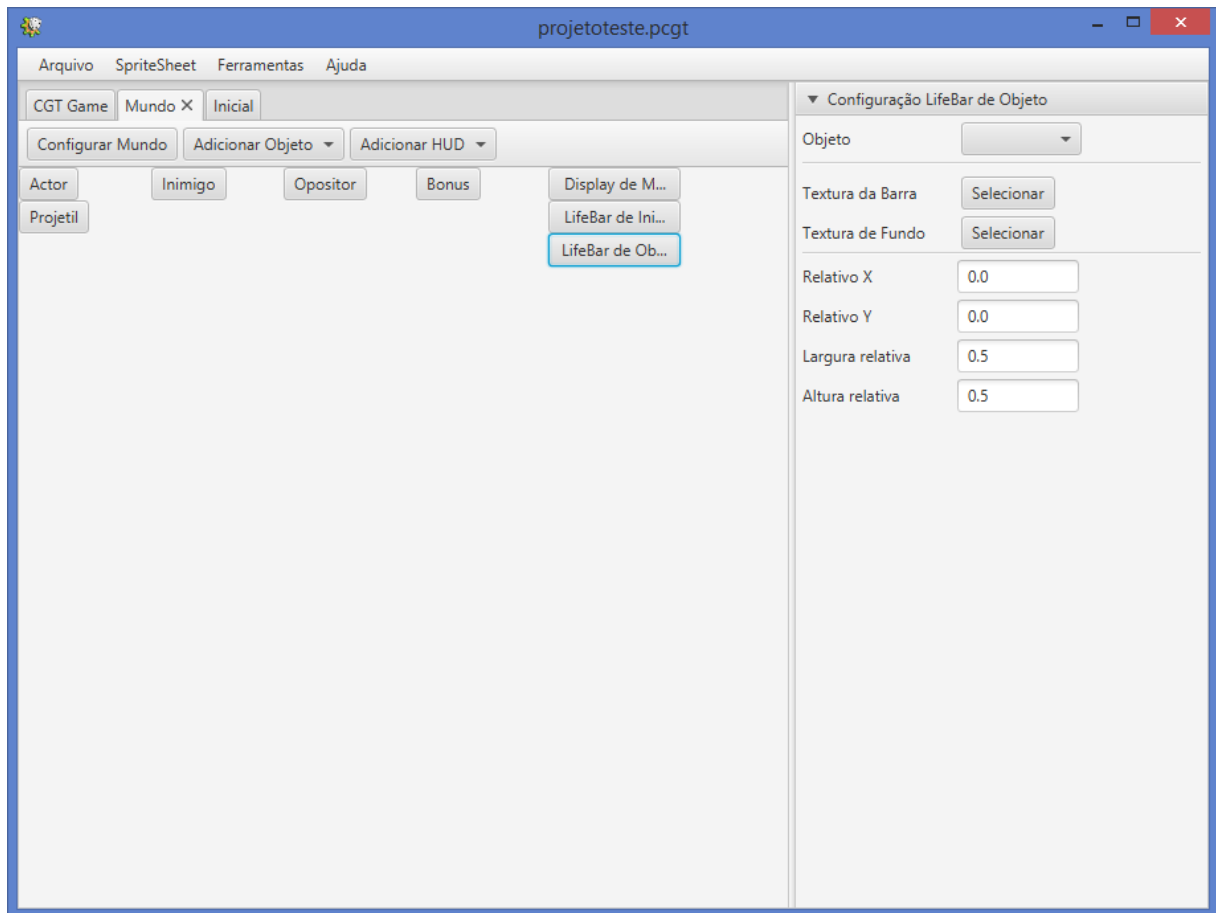 projetoteste.pcgt
Arquivo SpriteSheet Ferramentas Ajuda
CGT Game Mundo Inicial
Configurar Mundo Adicionar Objeto Adicionar HUD
Actor Inimigo Opositor Bonus Display de M...
Projetil LifeBar de Ini...
LifeBar de Ob...
Configuração LifeBar de Objeto
Objeto
Textura da Barra Selecionar
Textura de Fundo Selecionar
Relativo X 0.0
Relativo Y 0.0
Largura relativa 0.5
Altura relativa 0.5